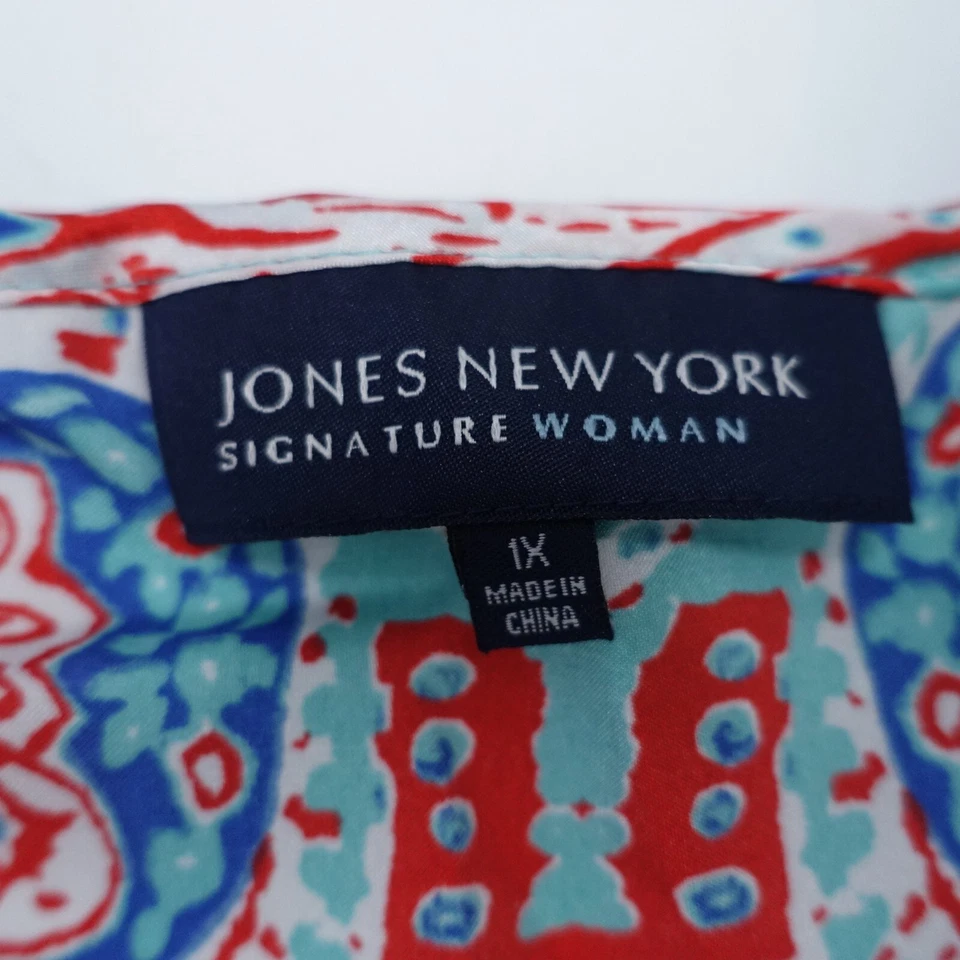 JONES NEW YORK
SIGNATURE WOMAN
1X
MADE IN
CHINA